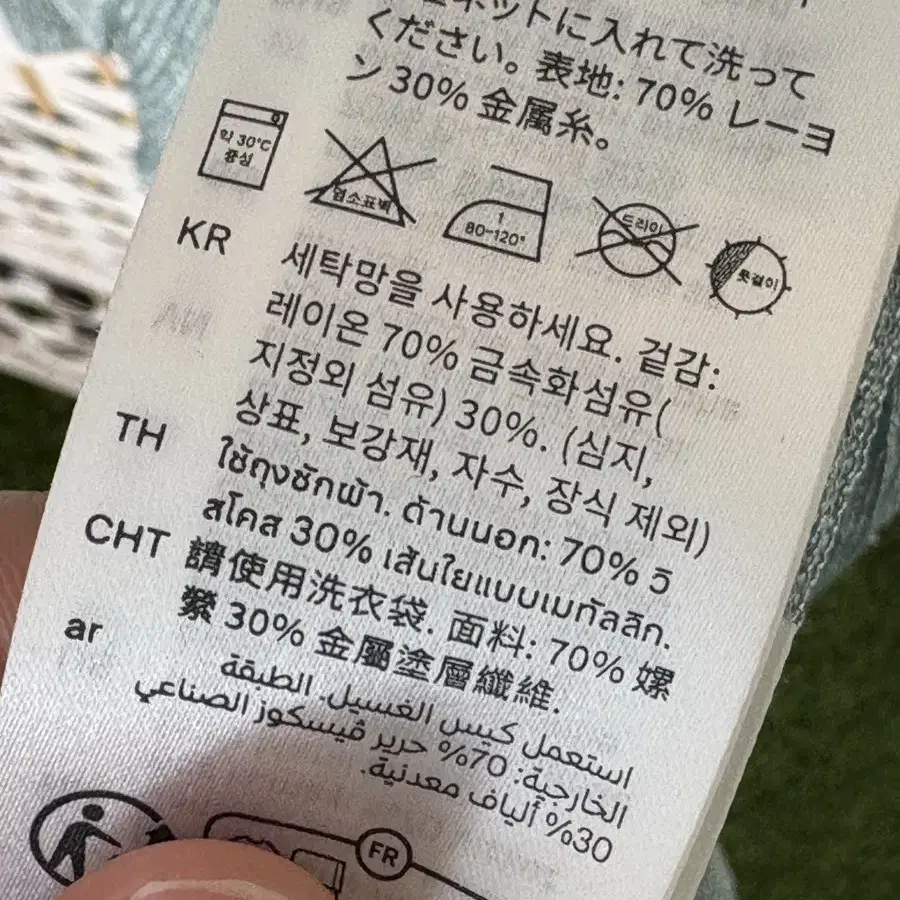 ネットに入れて洗って
ください。表地: 70% レーヨ
ン 30% 金属糸。
약 30℃
중성
염소표백
1
80-120°
드라이
옷걸이
KR 세탁망을 사용하세요. 겉감:
레이온 70% 금속화섬유(
지정외 섬유) 30%. (심지,
상표, 보강재, 자수, 장식 제외)
TH ใช้ถุงซักผ้า. ด้านนอก: 70% วิ
สโคส 30% เส้นใยแบบเมทัลลิก.
CHT 請使用洗衣袋. 面料: 70% 嫘
縈 30% 金屬塗層纖維.
ar استعمل كيس الغسيل. الطبقة
الخارجية: 70% حرير ڤيسكوز الصناعي
30% ألياف معدنية.
FR